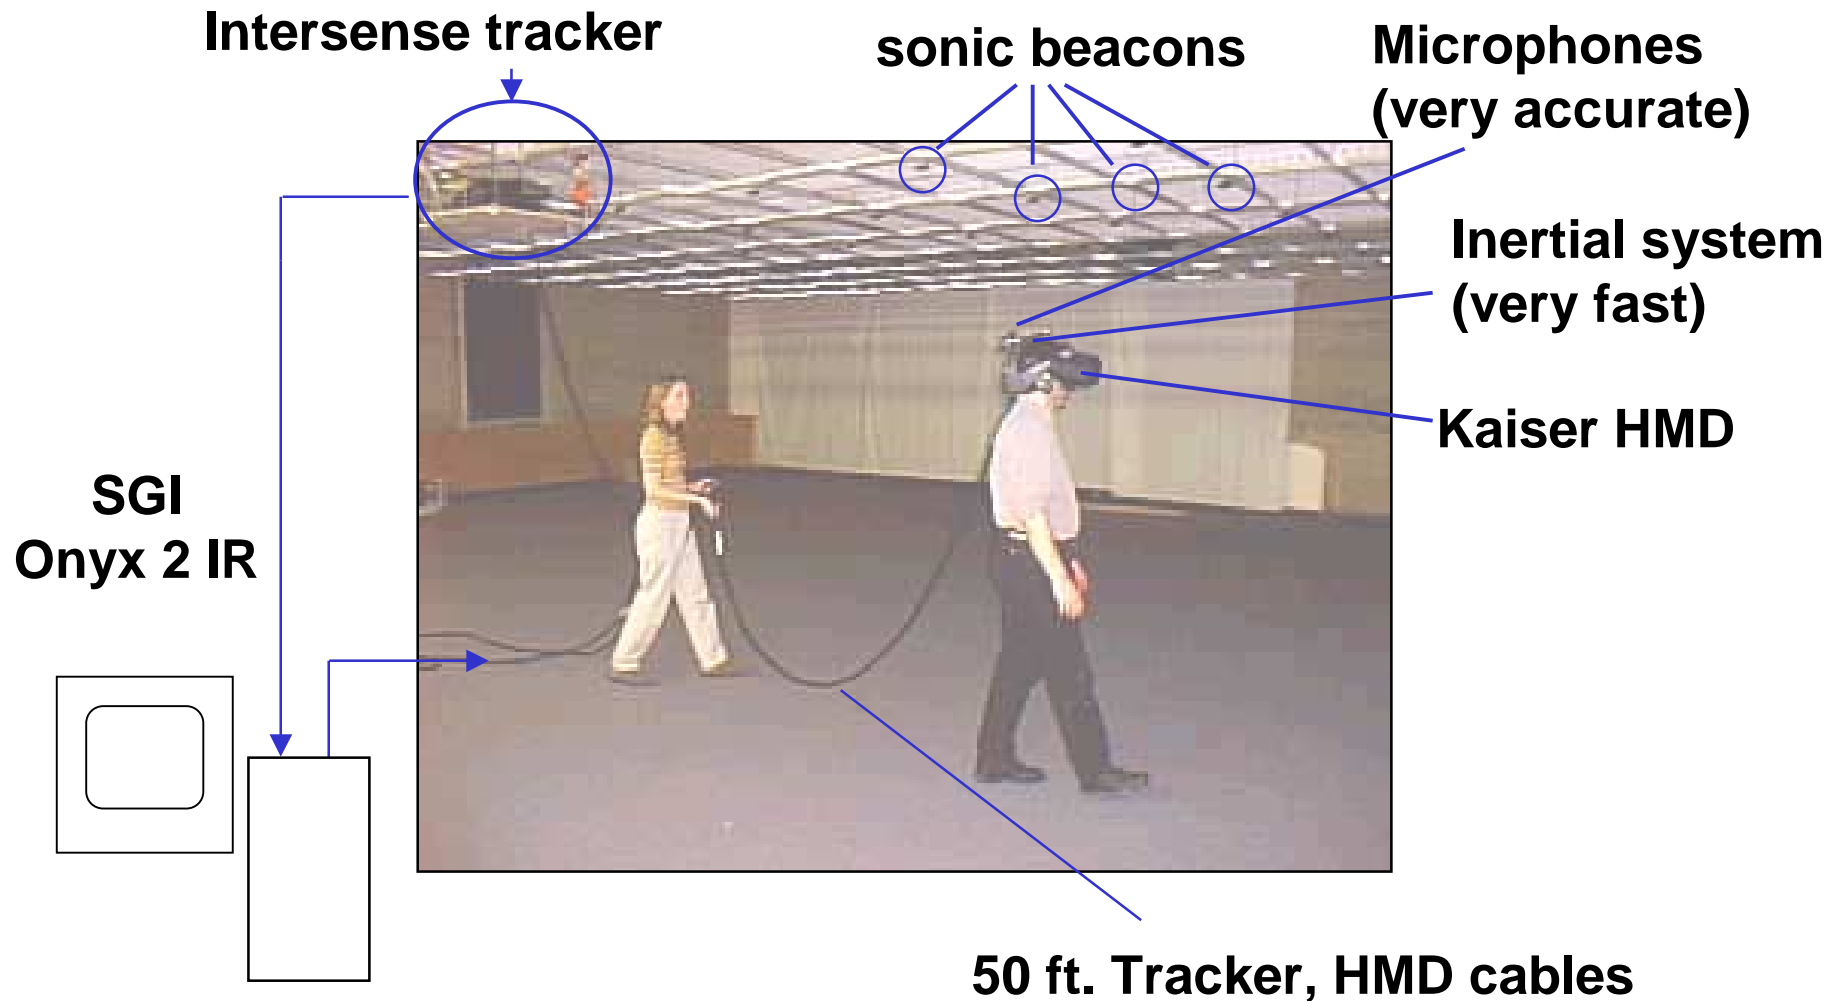 Intersense tracker
sonic beacons
Microphones
(very accurate)
Inertial system
(very fast)
Kaiser HMD
SGI
Onyx 2 IR
50 ft. Tracker, HMD cables